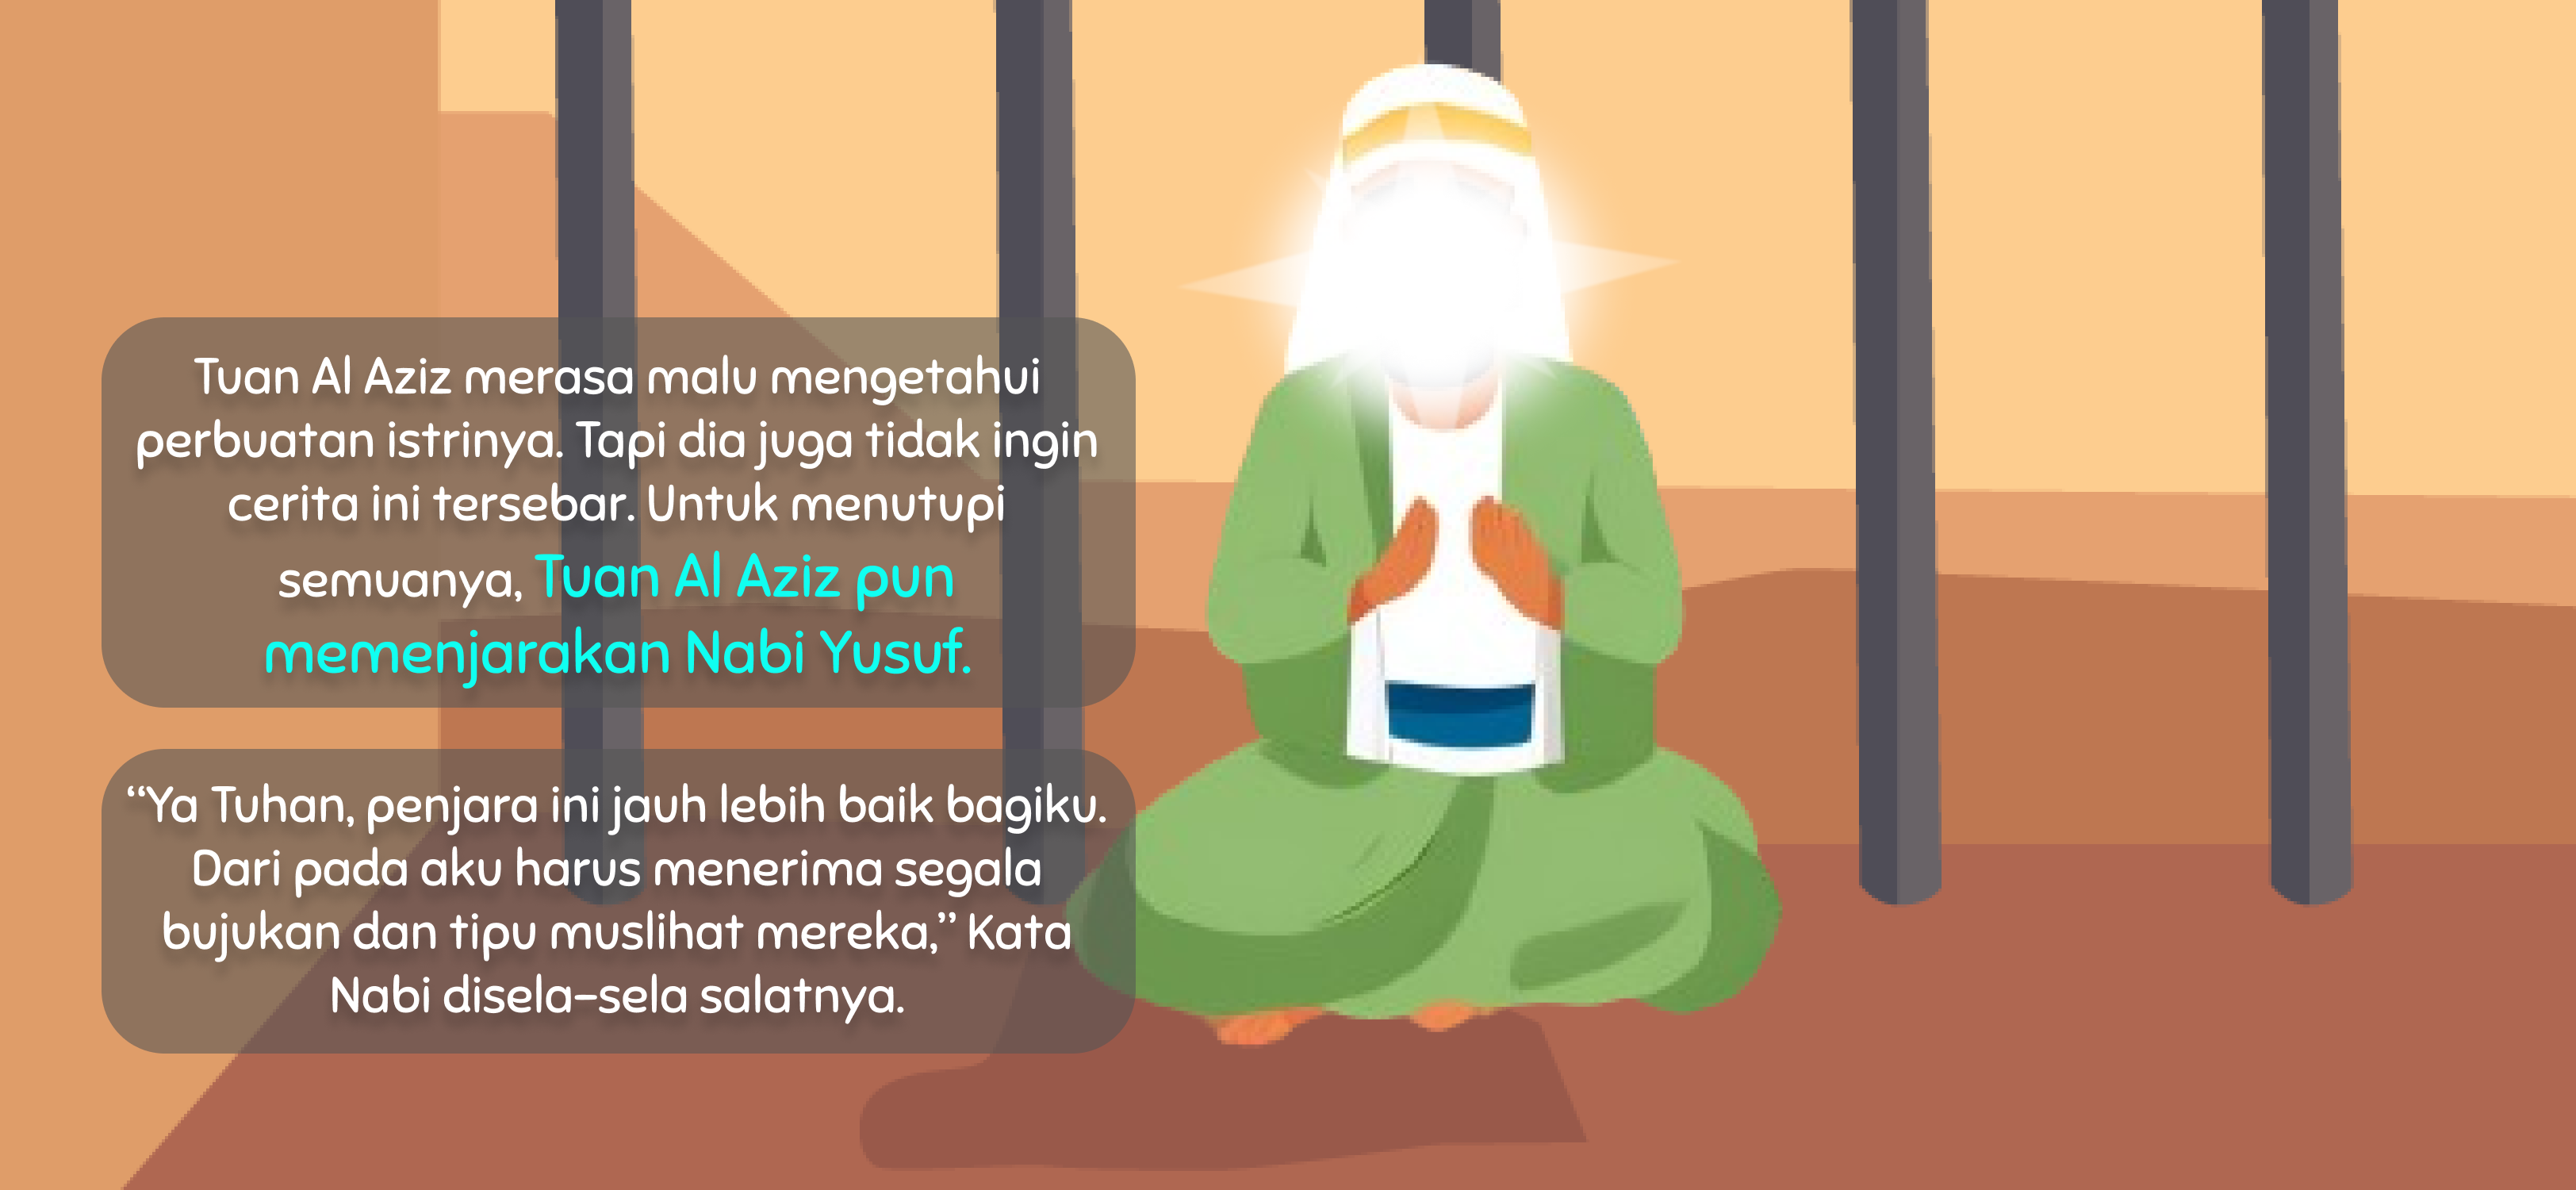 Tuan Al Aziz merasa malu mengetahui
perbuatan istrinya. Tapi dia juga tidak ingin
cerita ini tersebar. Untuk menutupi
semuanya, Tuan Al Aziz pun
memenjarakan Nabi Yusuf.
“Ya Tuhan, penjara ini jauh lebih baik bagiku.
Dari pada aku harus menerima segala
bujukan dan tipu muslihat mereka,” Kata
Nabi disela-sela salatnya.